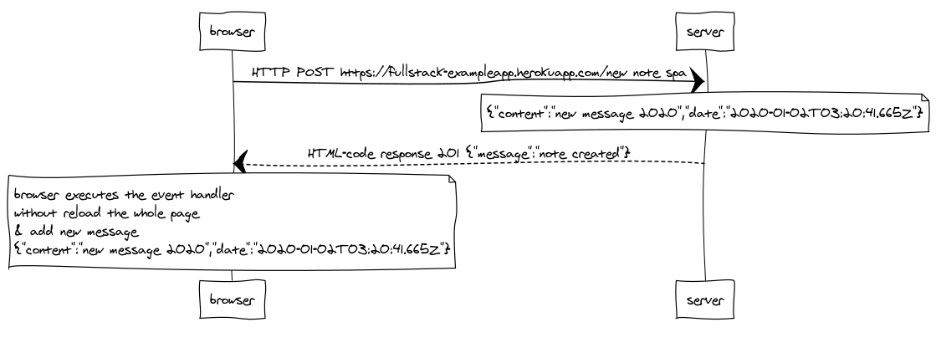 browser
server
HTTP POST https://fullstack-exampleapp.herokuapp.com/new note spa
{"content":"new message 2020","date":"2020-01-02T03:20:41.665Z"}
HTML-code response 201 {"message":"note created"}
browser executes the event handler
without reload the whole page
& add new message
{"content":"new message 2020","date":"2020-01-02T03:20:41.665Z"}
browser
server